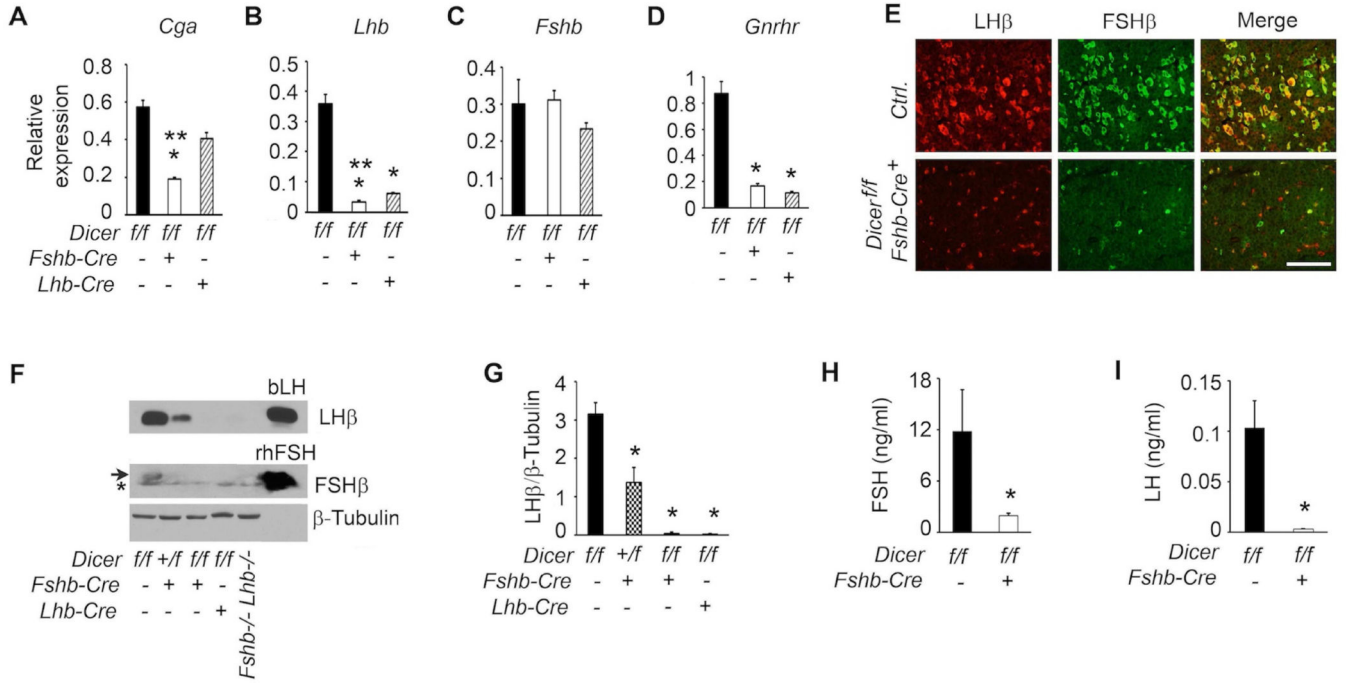 A
Cga
Relative expression
0.8
0.6
0.4
0.2
0
**
*
Dicer f/f f/f f/f
Fshb-Cre - + -
Lhb-Cre - - +
B
Lhb
0.5
0.4
0.3
0.2
0.1
0
**
*
*
f/f f/f f/f
- + -
- - +
C
Fshb
0.4
0.3
0.2
0.1
0
f/f f/f f/f
- + -
- - +
D
Gnrhr
1
0.8
0.6
0.4
0.2
0
*
*
f/f f/f f/f
- + -
- - +
E
LHβ FSHβ Merge
Ctrl.
Dicer f/f
Fshb-Cre+
F
bLH
LHβ
rhFSH
*
FSHβ
β-Tubulin
Dicer f/f +/f f/f f/f
Fshb-Cre - + + -
Lhb-Cre - - - +
Fshb-/- Lhb-/-
G
LHβ/β-Tubulin
4
3
2
1
0
*
*
*
Dicer f/f +/f f/f f/f
Fshb-Cre - + + -
Lhb-Cre - - - +
H
FSH (ng/ml)
18
12
6
0
*
Dicer f/f f/f
Fshb-Cre - +
I
LH (ng/ml)
0.15
0.1
0.05
0
*
Dicer f/f f/f
Fshb-Cre - +